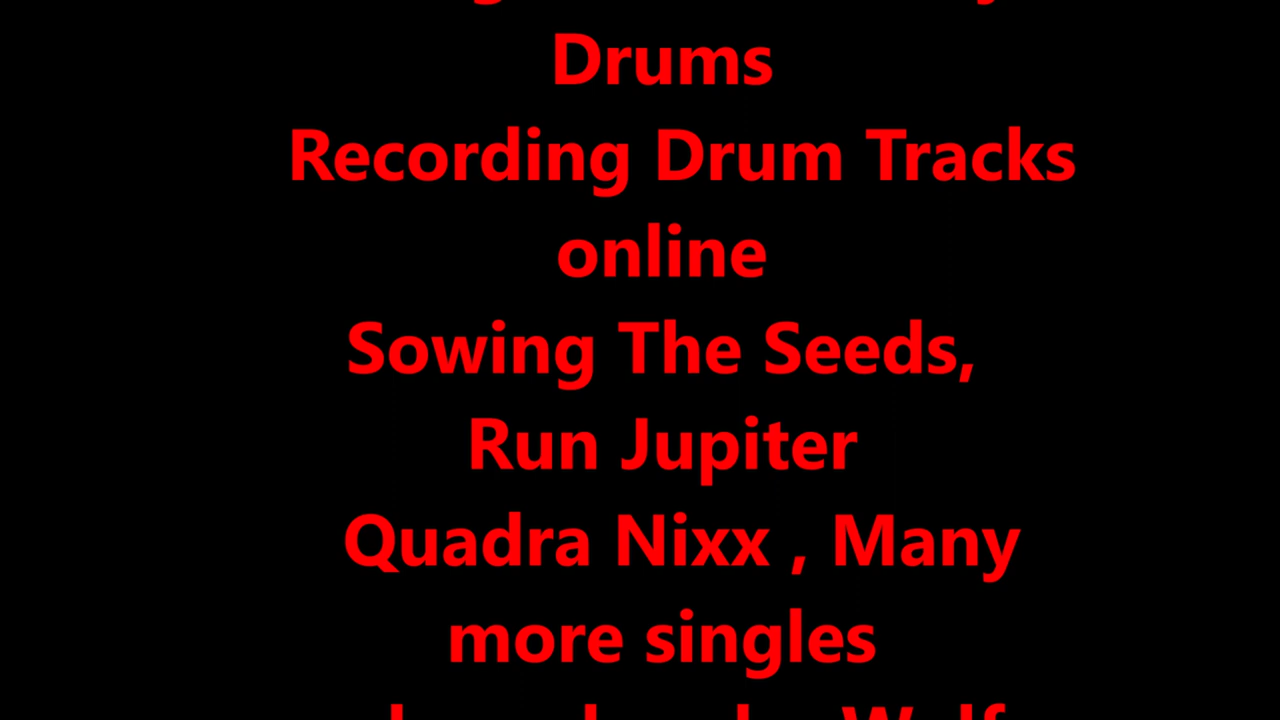 Drums
Recording Drum Tracks
online
Sowing The Seeds,
Run Jupiter
Quadra Nixx , Many
more singles